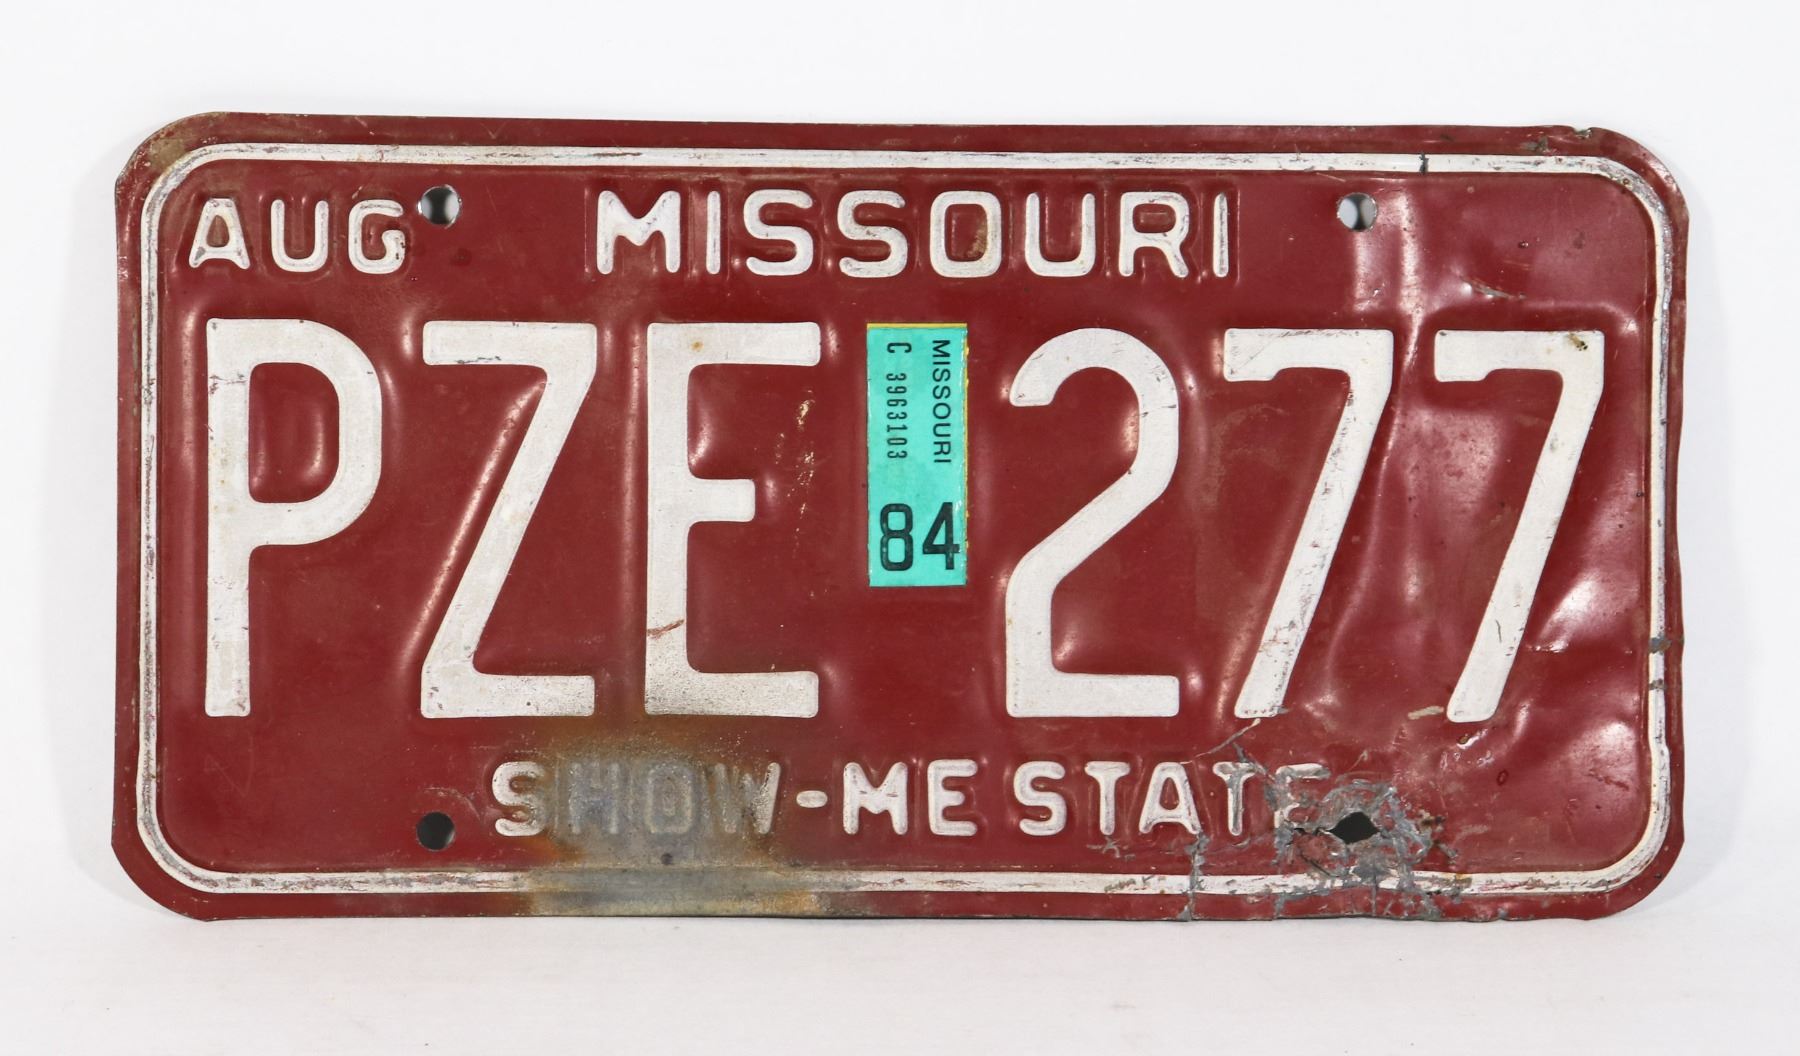 AUG MISSOURI
PZE 277
MISSOURI
C 3963103
84
SHOW-ME STATE